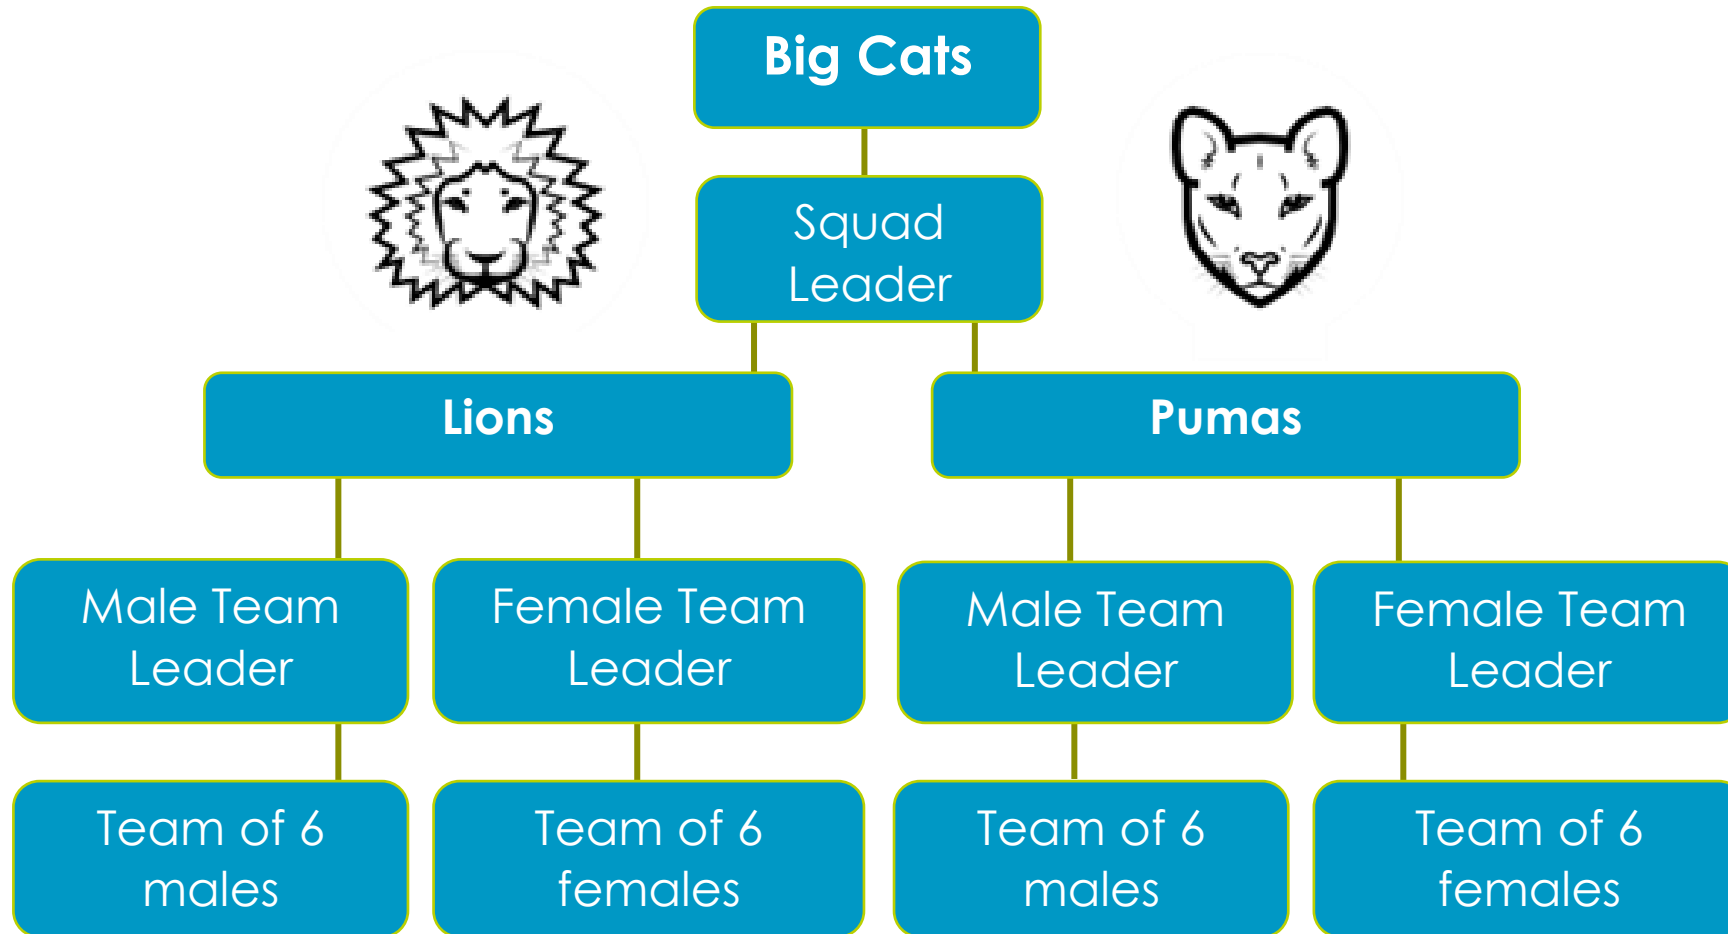 Big Cats
Squad
Leader
Lions
Pumas
Male Team
Leader
Female Team
Leader
Male Team
Leader
Female Team
Leader
Team of 6
males
Team of 6
females
Team of 6
males
Team of 6
females